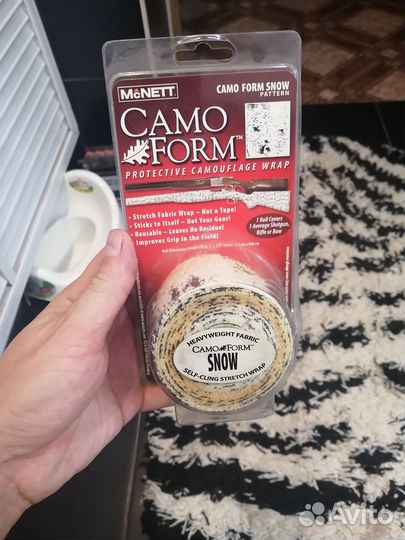 McNETT
CAMO FORM SNOW
PATTERN
CAMO
FORM™
PROTECTIVE CAMOUFLAGE WRAP
• Stretch Fabric Wrap – Not a Tape!
• Sticks to Itself – Not Your Gear!
• Reusable – Leaves No Residue!
• Improves Grip in the Field!
1 Roll Covers
1 Average Shotgun,
Rifle or Bow
HEAVYWEIGHT FABRIC
CAMO FORM™
SNOW
SELF-CLING STRETCH WRAP
Avito